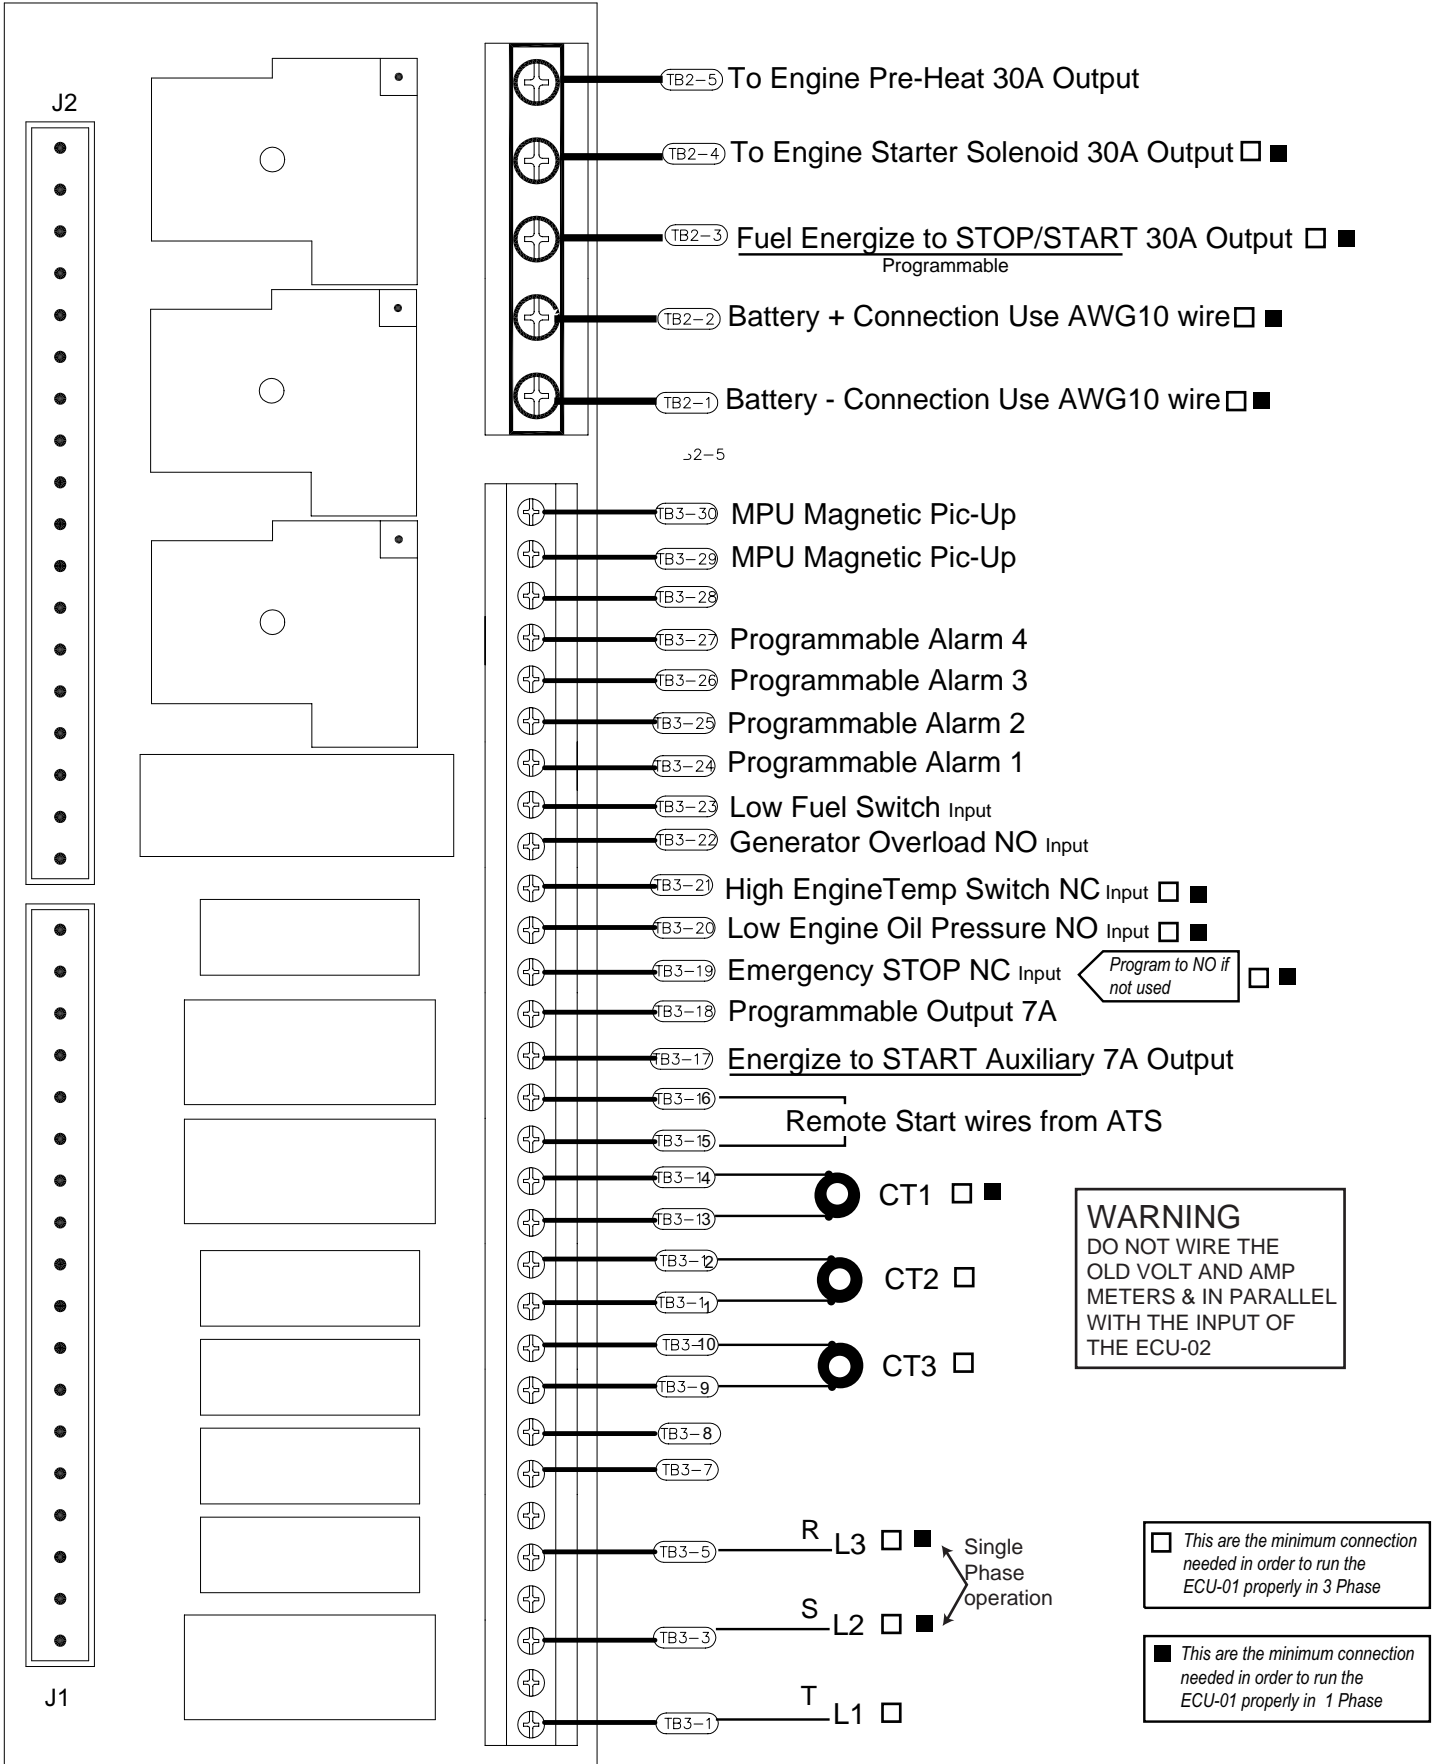 J2
TB2-5 To Engine Pre-Heat 30A Output
TB2-4 To Engine Starter Solenoid 30A Output
TB2-3 Fuel Energize to STOP/START 30A Output
Programmable
TB2-2 Battery + Connection Use AWG10 wire
TB2-1 Battery - Connection Use AWG10 wire
2-5
TB3-30 MPU Magnetic Pic-Up
TB3-29 MPU Magnetic Pic-Up
TB3-28
TB3-27 Programmable Alarm 4
TB3-26 Programmable Alarm 3
TB3-25 Programmable Alarm 2
TB3-24 Programmable Alarm 1
TB3-23 Low Fuel Switch Input
TB3-22 Generator Overload NO Input
TB3-21 High EngineTemp Switch NC Input
TB3-20 Low Engine Oil Pressure NO Input
TB3-19 Emergency STOP NC Input
Program to NO if
not used
TB3-18 Programmable Output 7A
TB3-17 Energize to START Auxiliary 7A Output
TB3-16
Remote Start wires from ATS
TB3-15
TB3-14
CT1
TB3-13
TB3-12
CT2
TB3-11
TB3-10
CT3
TB3-9
TB3-8
TB3-7
WARNING
DO NOT WIRE THE
OLD VOLT AND AMP
METERS & IN PARALLEL
WITH THE INPUT OF
THE ECU-02
TB3-5 R L3
Single
Phase
operation
TB3-3 S L2
TB3-1 T L1
This are the minimum connection
needed in order to run the
ECU-01 properly in 3 Phase
This are the minimum connection
needed in order to run the
ECU-01 properly in 1 Phase
J1